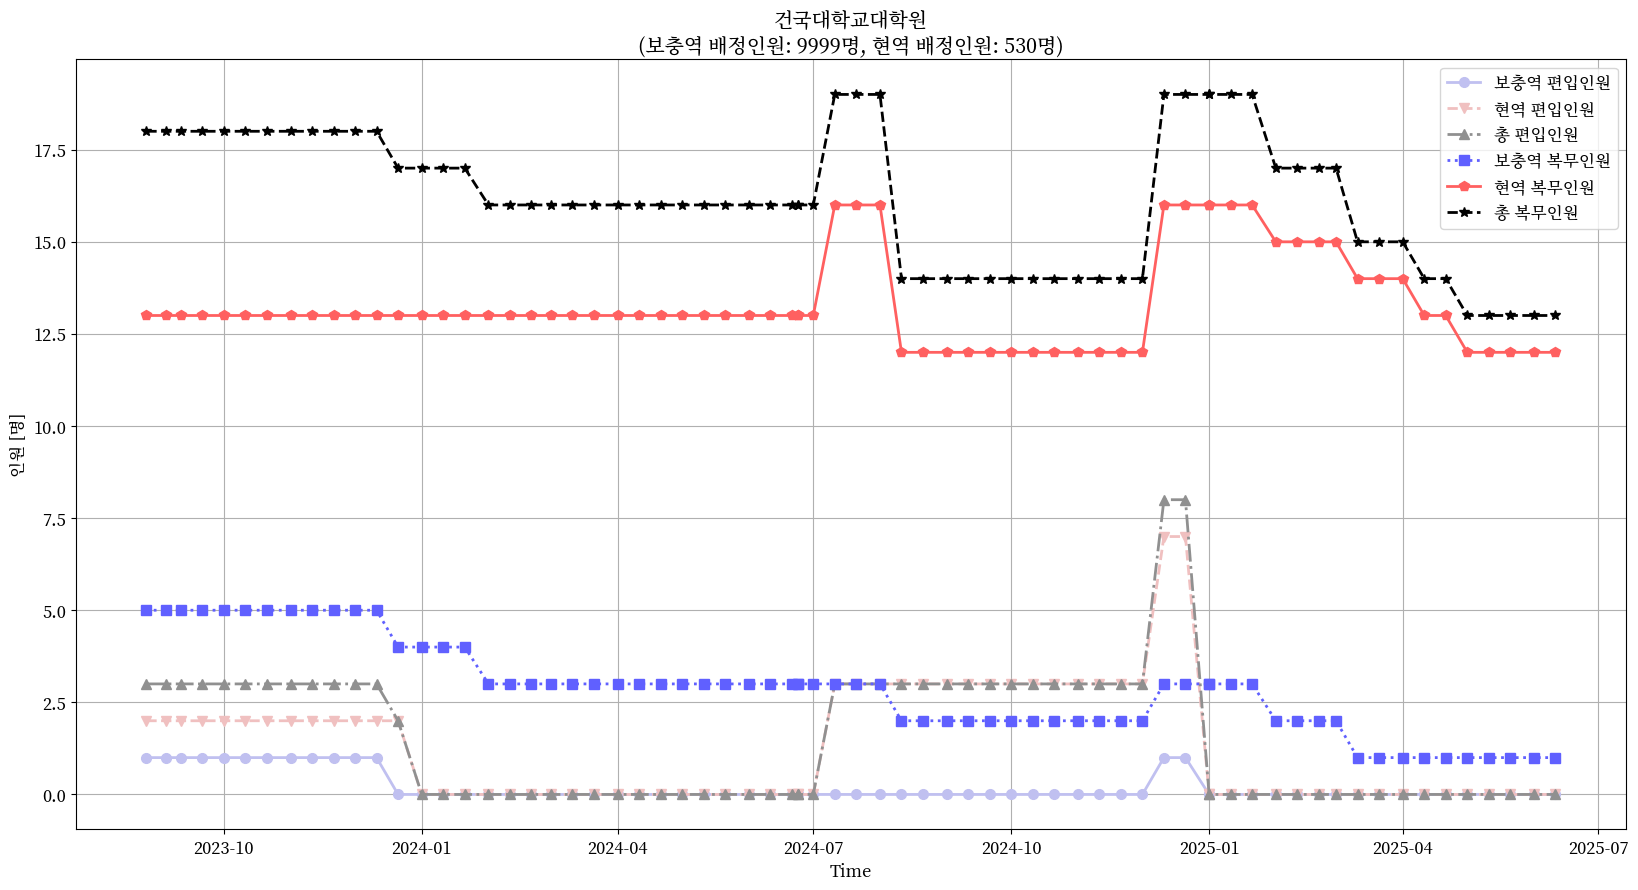 건국대학교대학원
(보충역 배정인원: 9999명, 현역 배정인원: 530명)
보충역 편입인원
현역 편입인원
총 편입인원
보충역 복무인원
현역 복무인원
총 복무인원
인원 [명]
17.5
15.0
12.5
10.0
7.5
5.0
2.5
0.0
2023-10
2024-01
2024-04
2024-07
2024-10
2025-01
2025-04
2025-07
Time